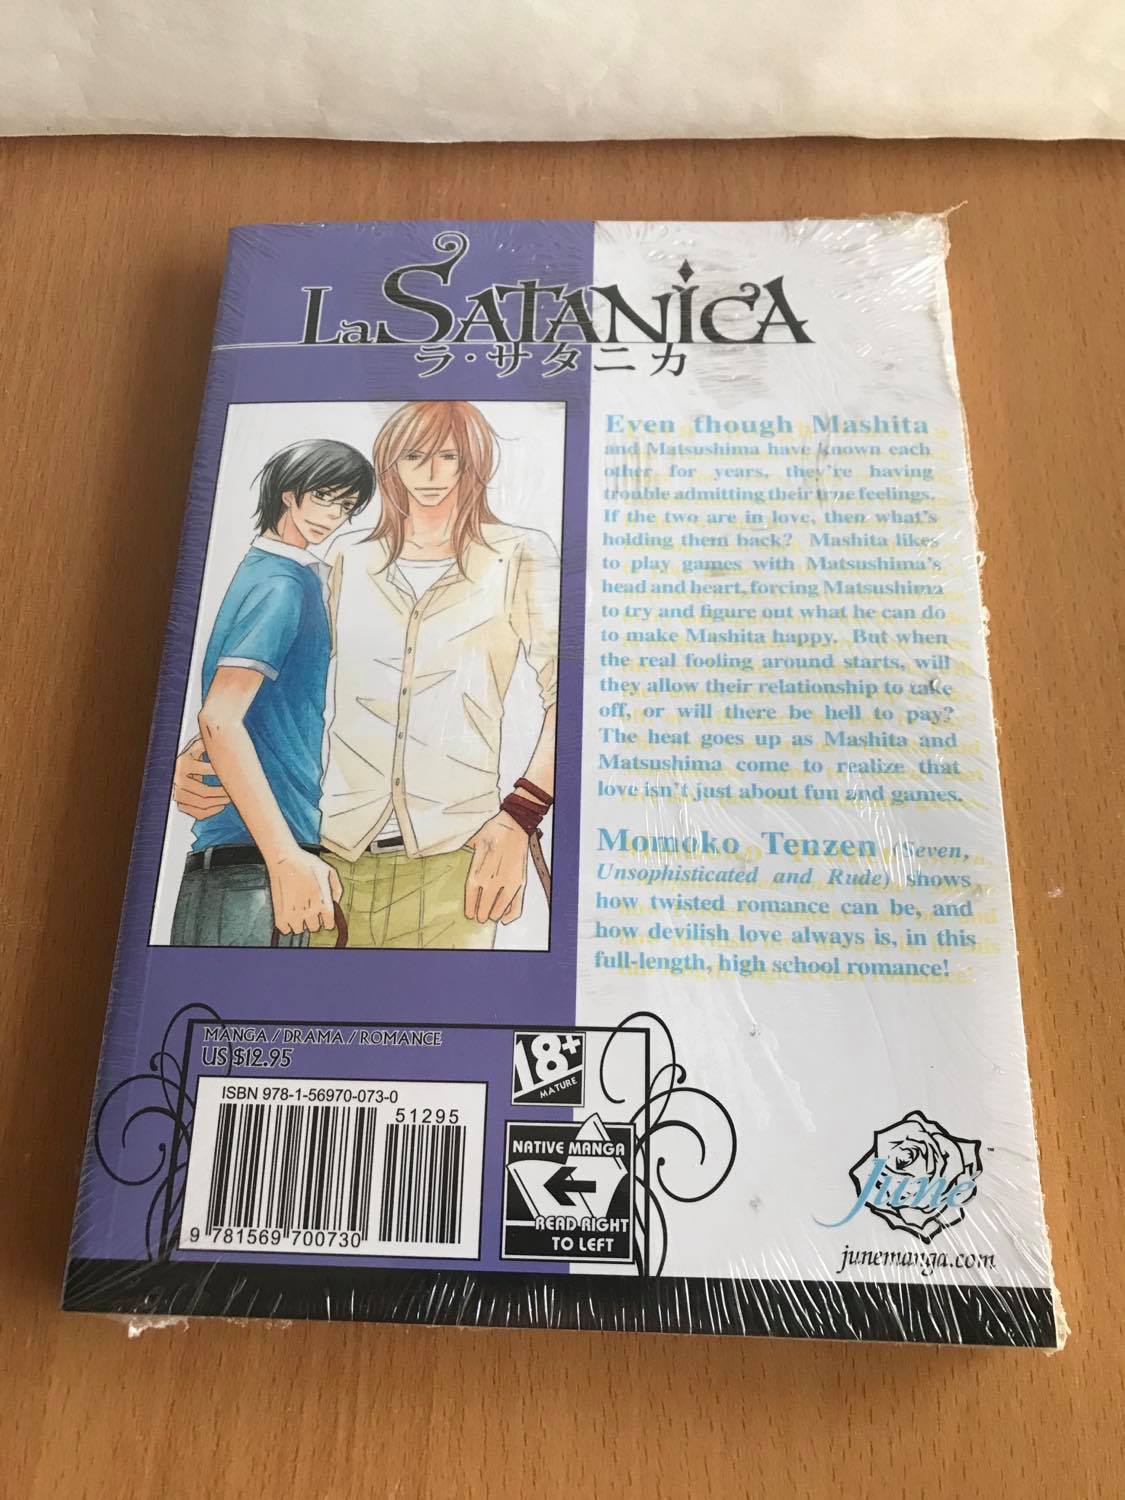 La SATANICA
ラ・サタニカ
Even though Mashita
and Matsushima have known each
other for years, they're having
trouble admitting their true feelings.
If the two are in love, then what's
holding them back? Mashita likes
to play games with Matsushima's
head and heart, forcing Matsushima
to try and figure out what he can do
to make Mashita happy. But when
the real fooling around starts, will
they allow their relationship to take
off, or will there be hell to pay?
The heat goes up as Mashita and
Matsushima come to realize that
love isn't just about fun and games.
Momoko Tenzen (Seven,
Unsophisticated and Rude) shows
how twisted romance can be, and
how devilish love always is, in this
full-length, high school romance!
MANGA / DRAMA / ROMANCE
US $12.95
ISBN 978-1-56970-073-0
51295
9 781569 700730
18+
MATURE
NATIVE MANGA
READ RIGHT
TO LEFT
Juné
™
junemanga.com